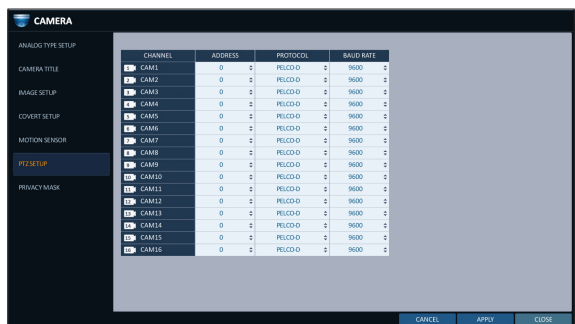 CAMERA
ANALOG TYPE SETUP
CAMERA TITLE
IMAGE SETUP
COVERT SETUP
MOTION SENSOR
PTZ SETUP
PRIVACY MASK
CHANNEL ADDRESS PROTOCOL BAUD RATE
1 CAM1 0 PELCO-D 9600
2 CAM2 0 PELCO-D 9600
3 CAM3 0 PELCO-D 9600
4 CAM4 0 PELCO-D 9600
5 CAM5 0 PELCO-D 9600
6 CAM6 0 PELCO-D 9600
7 CAM7 0 PELCO-D 9600
8 CAM8 0 PELCO-D 9600
9 CAM9 0 PELCO-D 9600
10 CAM10 0 PELCO-D 9600
11 CAM11 0 PELCO-D 9600
12 CAM12 0 PELCO-D 9600
13 CAM13 0 PELCO-D 9600
14 CAM14 0 PELCO-D 9600
15 CAM15 0 PELCO-D 9600
16 CAM16 0 PELCO-D 9600
CANCEL APPLY CLOSE